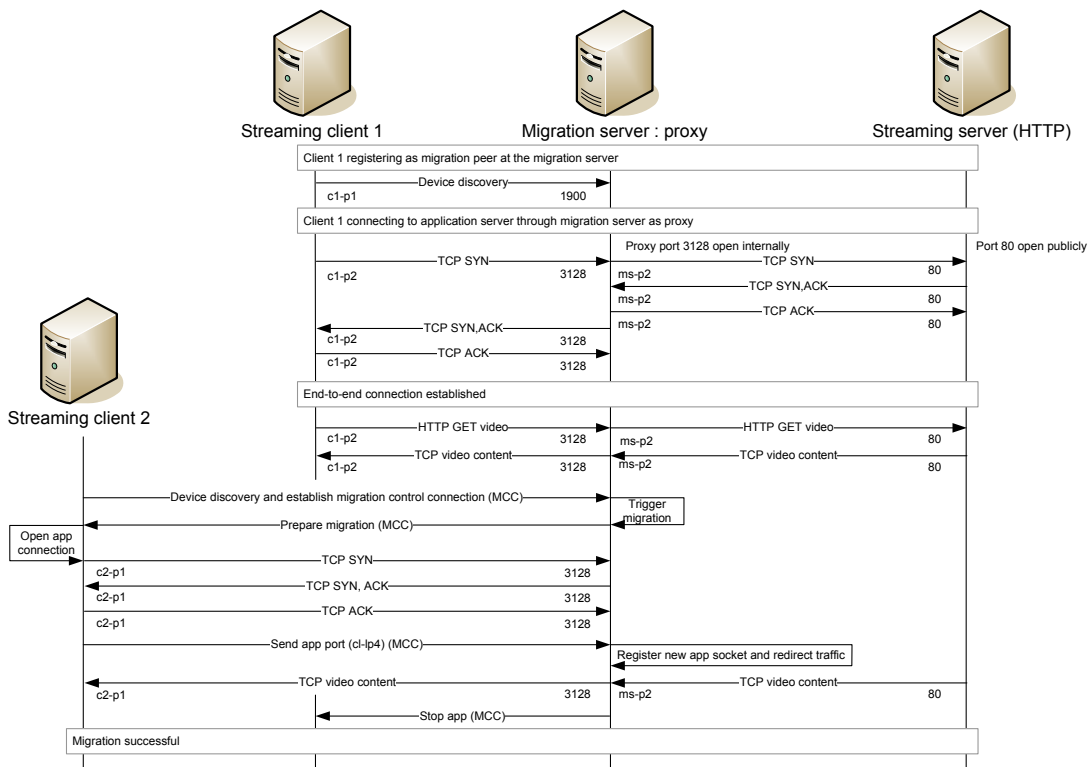 Streaming client 1
Migration server : proxy
Streaming server (HTTP)
Client 1 registering as migration peer at the migration server
Device discovery
c1-p1 1900
Client 1 connecting to application server through migration server as proxy
Proxy port 3128 open internally
Port 80 open publicly
TCP SYN
TCP SYN
c1-p2 3128 ms-p2 80
TCP SYN,ACK
ms-p2 80
TCP ACK
ms-p2 80
TCP SYN,ACK
c1-p2 3128
TCP ACK
c1-p2 3128
Streaming client 2
End-to-end connection established
HTTP GET video
HTTP GET video
c1-p2 3128 ms-p2 80
TCP video content
TCP video content
c1-p2 3128 ms-p2 80
Device discovery and establish migration control connection (MCC)
Trigger
migration
Prepare migration (MCC)
Open app
connection
TCP SYN
c2-p1 3128
TCP SYN, ACK
c2-p1 3128
TCP ACK
c2-p1 3128
Send app port (cl-lp4) (MCC)
Register new app socket and redirect traffic
TCP video content
TCP video content
c2-p1 3128 ms-p2 80
Stop app (MCC)
Migration successful